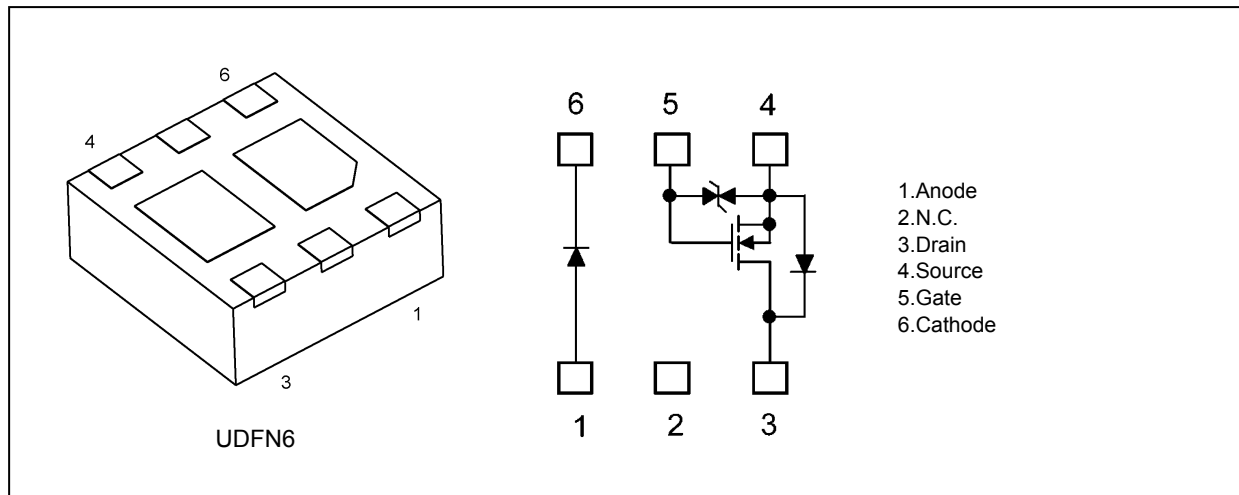 6
4
1
3
UDFN6
6 5 4
1 2 3
1.Anode
2.N.C.
3.Drain
4.Source
5.Gate
6.Cathode